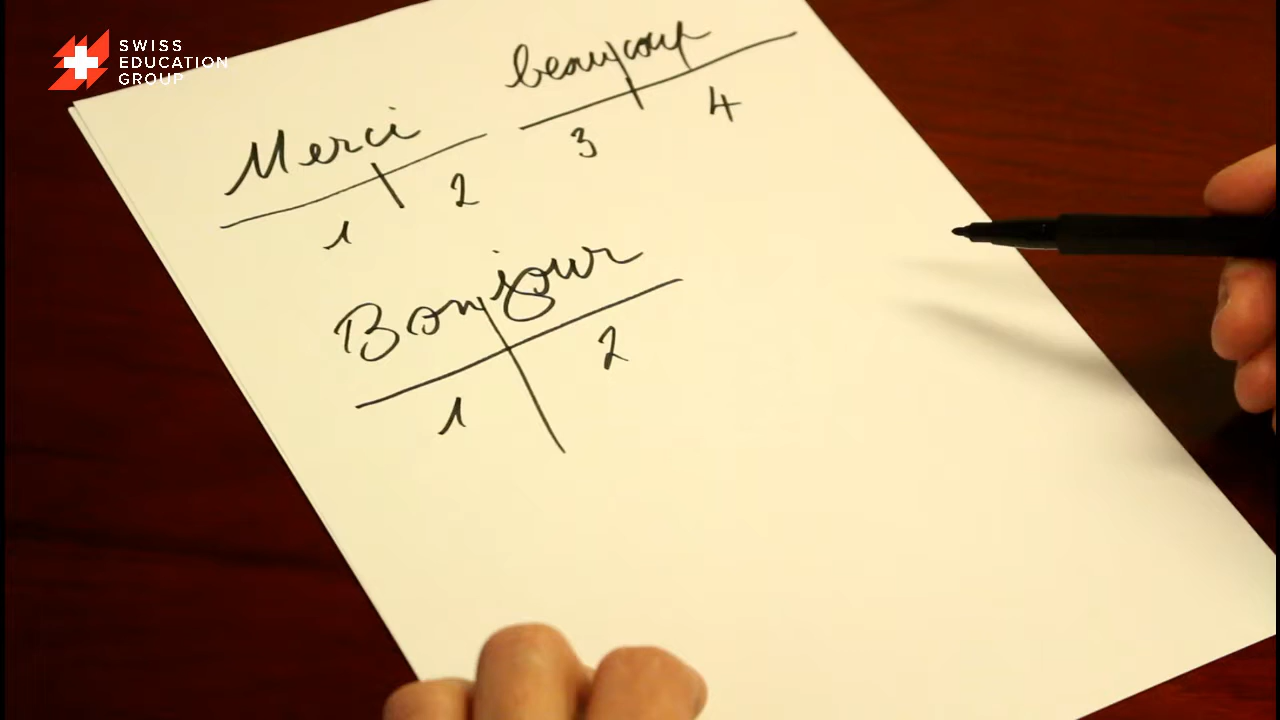 SWISS
EDUCATION
GROUP
Merci beaucoup
1 2 3 4
Bonjour
1 2